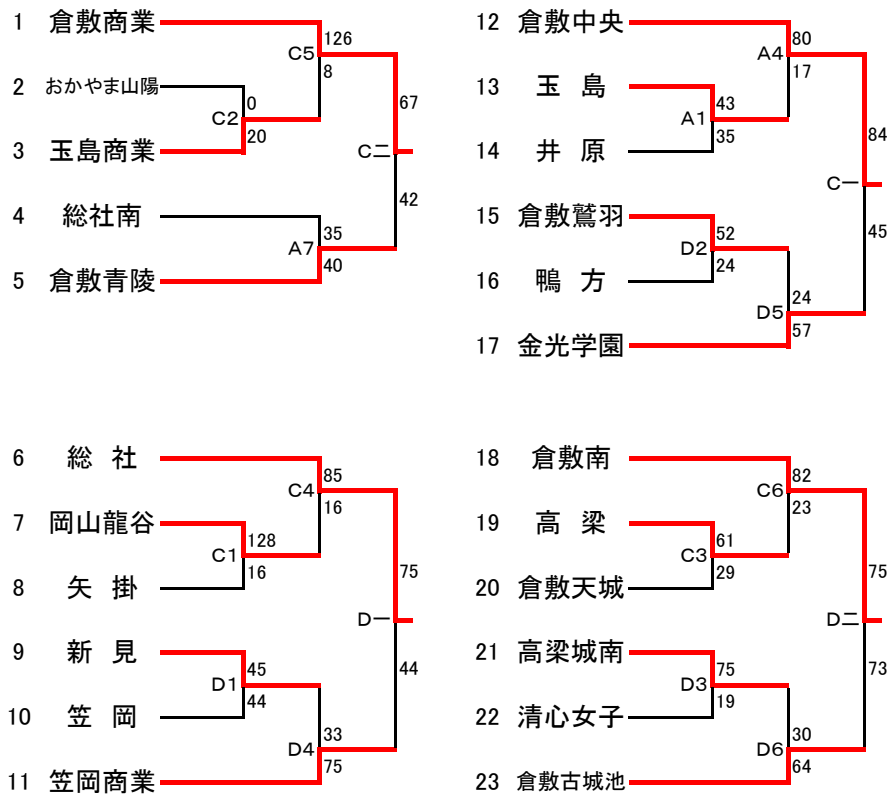 1 倉敷商業
126
C5
8
2 おかやま山陽
0
C2
20
67
3 玉島商業
C二
42
4 総社南
35
A7
40
5 倉敷青陵
6 総社
85
C4
16
7 岡山龍谷
128
C1
16
8 矢掛
75
D一
44
9 新見
45
D1
44
10 笠岡
33
D4
75
11 笠岡商業
12 倉敷中央
80
A4
17
13 玉島
43
A1
35
14 井原
84
C一
45
15 倉敷鷲羽
52
D2
24
16 鴨方
24
D5
57
17 金光学園
18 倉敷南
82
C6
23
19 高梁
61
C3
29
20 倉敷天城
75
D二
73
21 高梁城南
75
D3
19
22 清心女子
30
D6
64
23 倉敷古城池